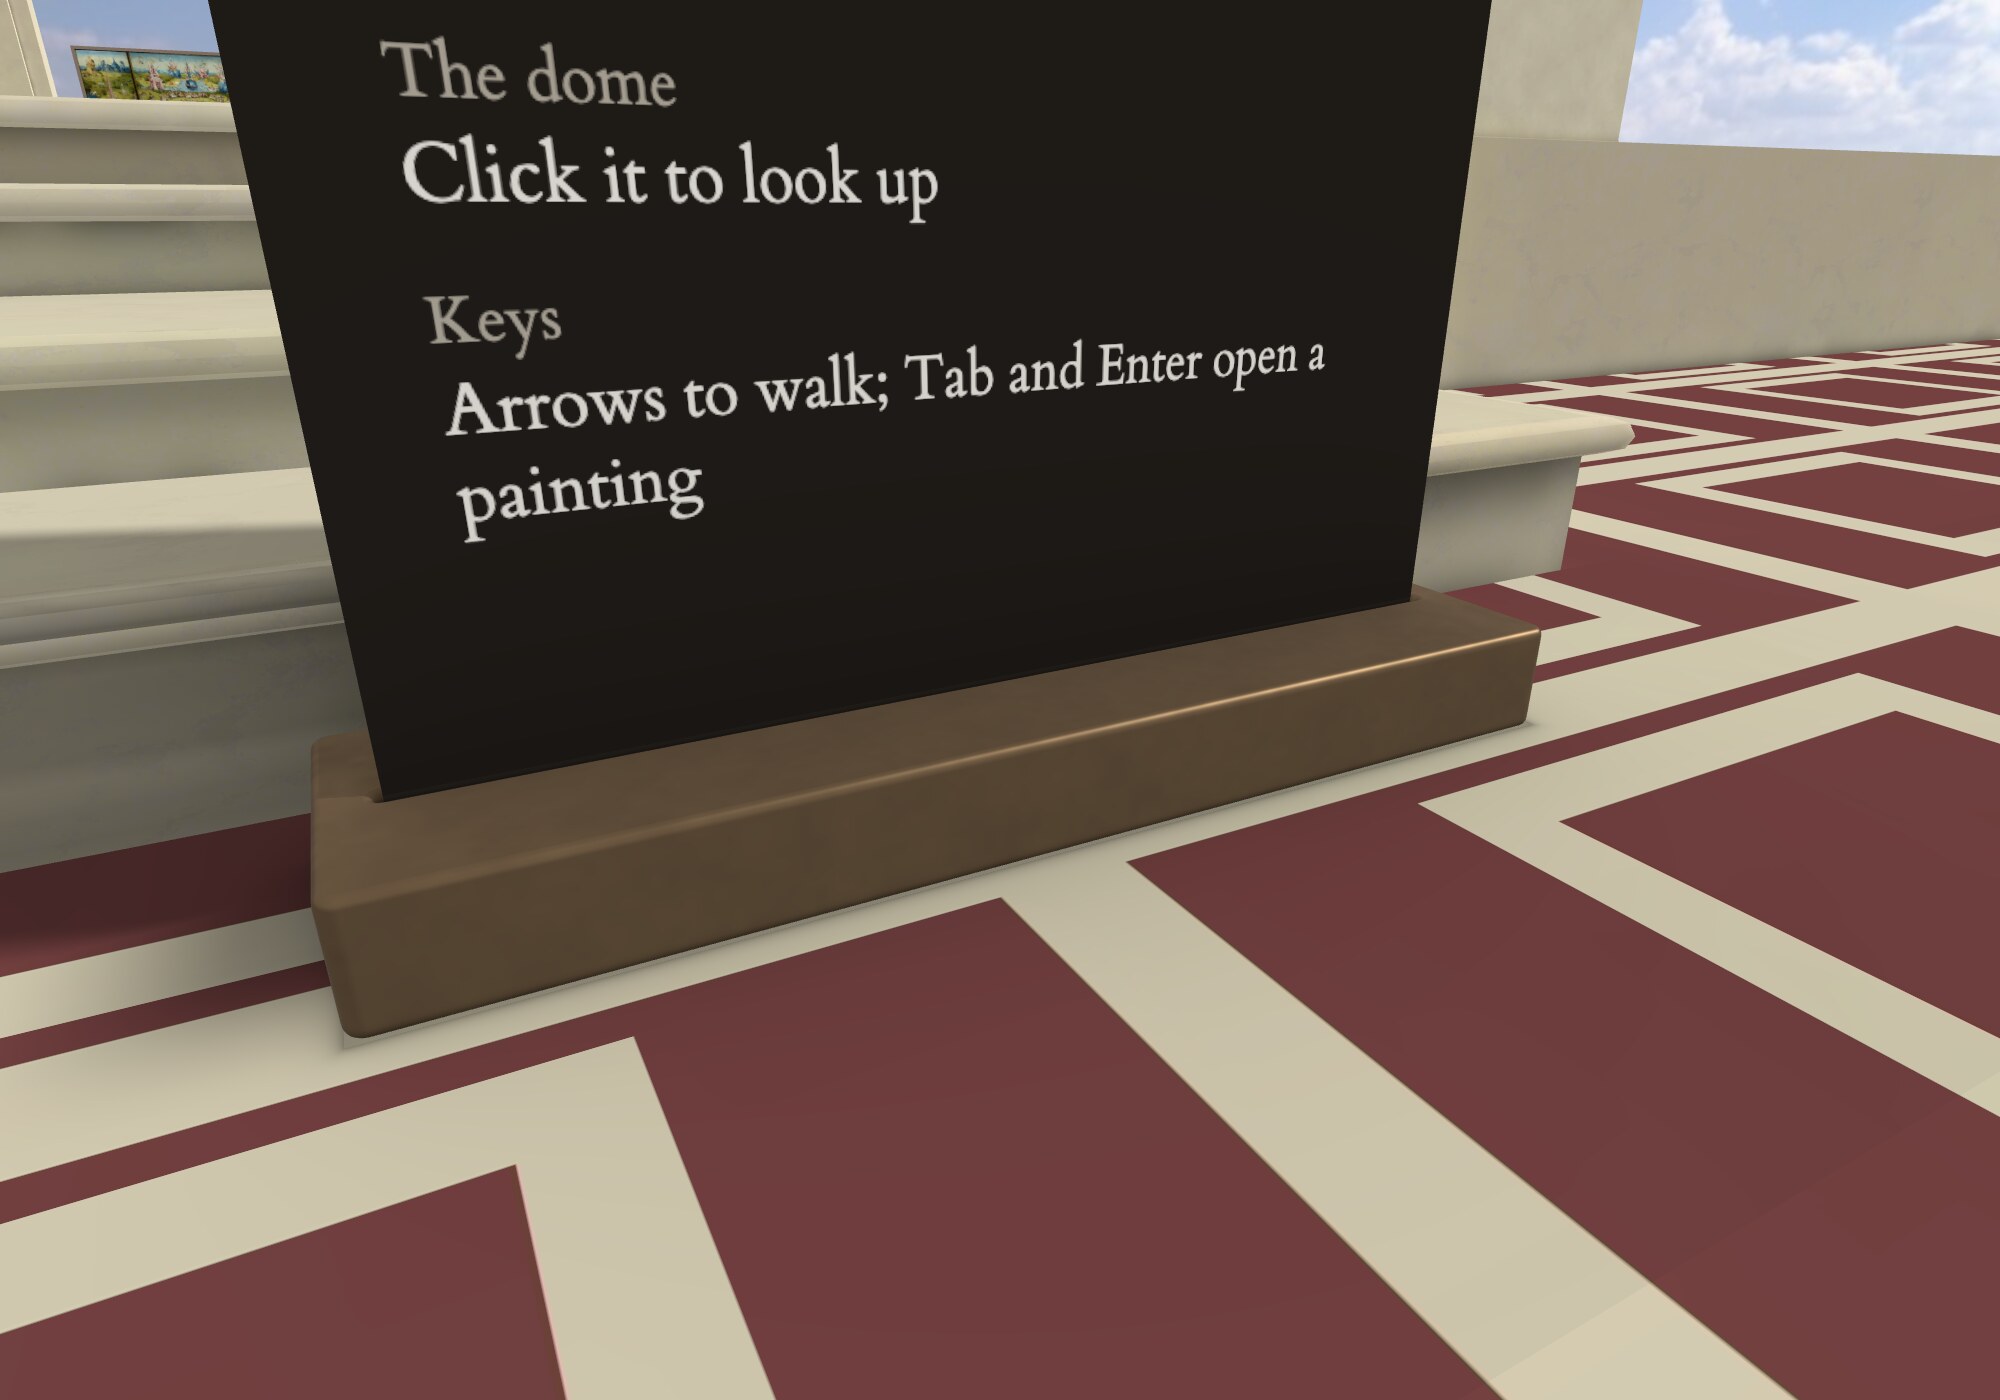 The dome
Click it to look up
Keys
Arrows to walk; Tab and Enter open a
painting